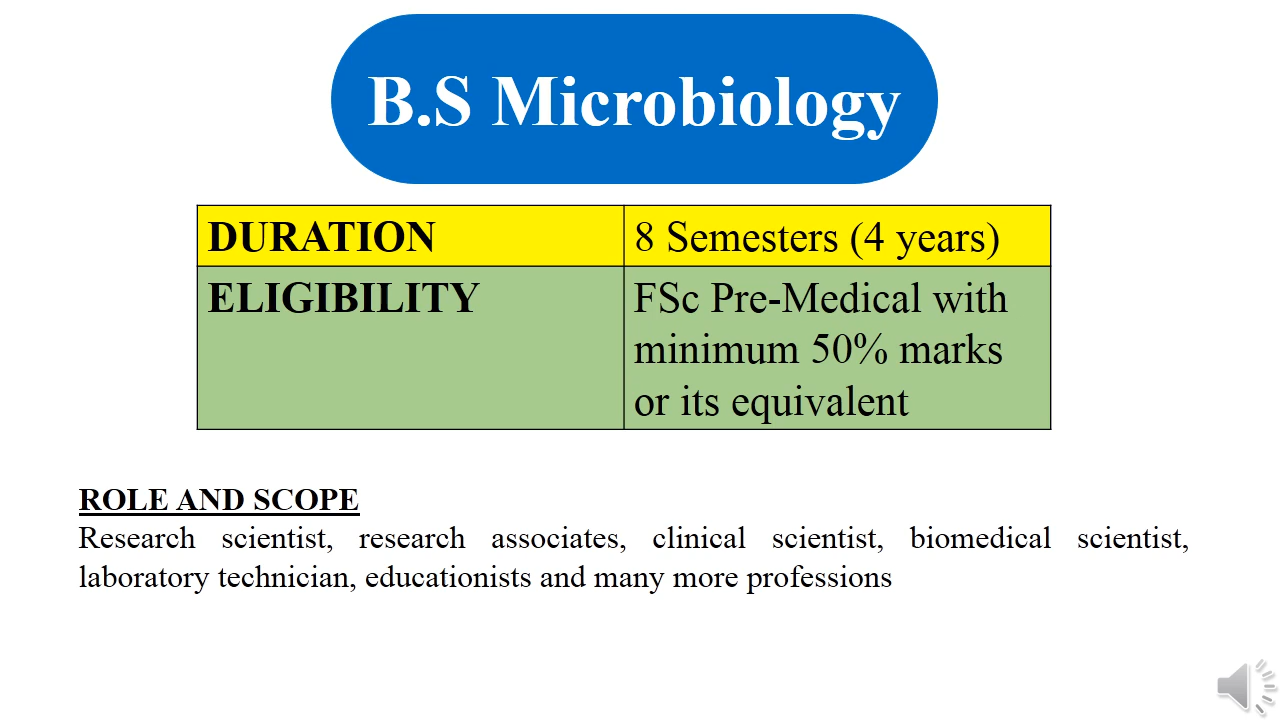 B.S Microbiology
DURATION
8 Semesters (4 years)
ELIGIBILITY
FSc Pre-Medical with
minimum 50% marks
or its equivalent
ROLE AND SCOPE
Research scientist, research associates, clinical scientist, biomedical scientist,
laboratory technician, educationists and many more professions